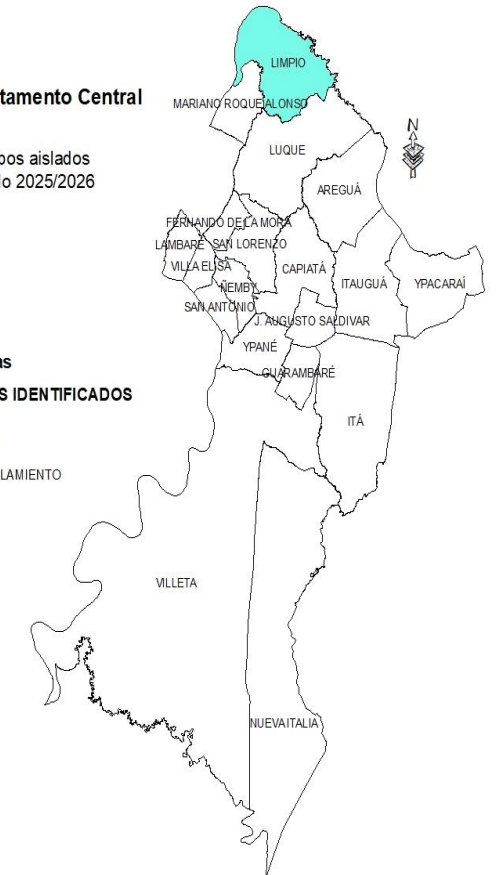 LIMPIO
tamento Central
MARIANO ROQUE ALONSO
N
LUQUE
pos aislados
lo 2025/2026
AREGUÁ
FERNANDO DE LA MORA
LAMBARÉ
SAN LORENZO
VILLA ELISA
CAPIATÁ
ITAUGUÁ
YPACARAÍ
ÑEMBY
SAN ANTONIO
J. AUGUSTO SALDIVAR
YPANÉ
as
GUARAMBARÉ
S IDENTIFICADOS
ITÁ
LAMIENTO
VILLETA
NUEVA ITALIA